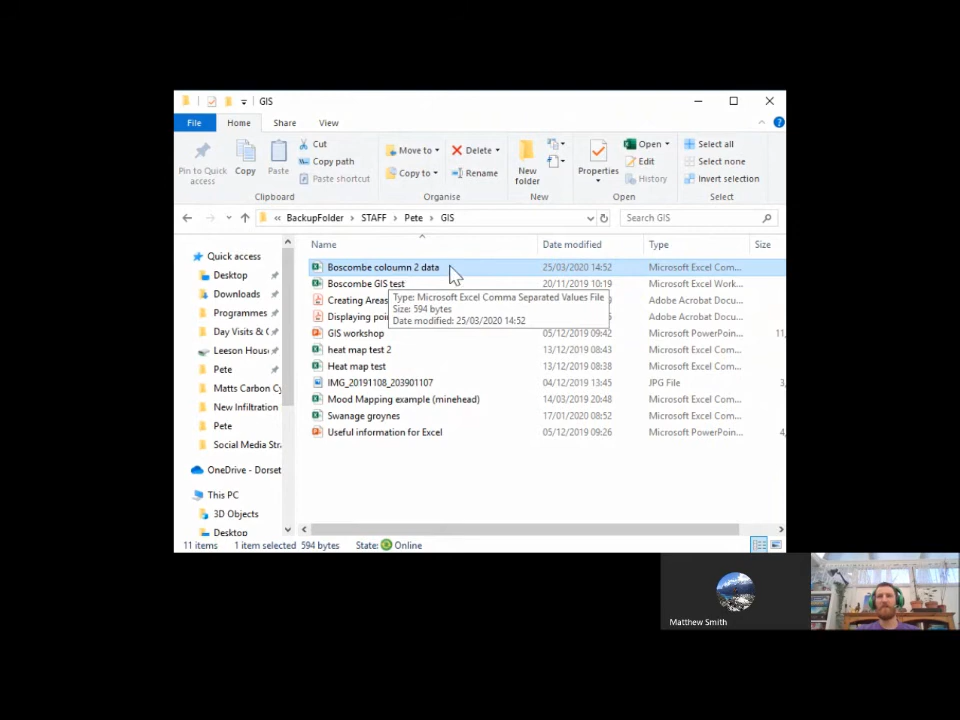 GIS
File Home Share View
Pin to Quick access Copy Paste Cut Copy path Paste shortcut Move to Copy to Delete Rename New folder Properties Open Edit History Select all Select none Invert selection
Clipboard Organise New Open Select
« BackupFolder › STAFF › Pete › GIS Search GIS
Name Date modified Type Size
Quick access
Desktop
Downloads
Programmes
Day Visits & C
Leeson Hous
Pete
Matts Carbon Cy
New Infiltration
Pete
Social Media Str
OneDrive - Dorset
This PC
3D Objects
Desktop
Boscombe coloumn 2 data 25/03/2020 14:52 Microsoft Excel Com...
Boscombe GIS test 20/11/2019 10:19 Microsoft Excel Work...
Creating Areas Adobe Acrobat Docu...
Displaying poi Adobe Acrobat Docu...
GIS workshop 05/12/2019 09:42 Microsoft PowerPoin... 11,
heat map test 2 13/12/2019 08:43 Microsoft Excel Com...
Heat map test 13/12/2019 08:38 Microsoft Excel Com...
IMG_20191108_203901107 04/12/2019 13:45 JPG File 3,
Mood Mapping example (minehead) 14/03/2019 20:48 Microsoft Excel Com...
Swanage groynes 17/01/2020 08:52 Microsoft Excel Com...
Useful information for Excel 05/12/2019 09:26 Microsoft PowerPoin... 4,
Type: Microsoft Excel Comma Separated Values File
Size: 594 bytes
Date modified: 25/03/2020 14:52
11 items 1 item selected 594 bytes State: Online
Matthew Smith